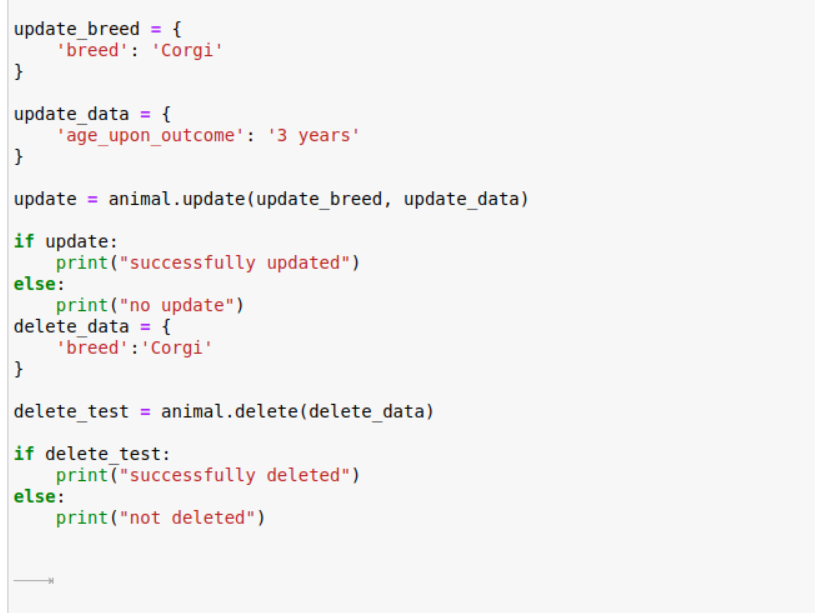 update_breed = {
    'breed': 'Corgi'
}
update_data = {
    'age_upon_outcome': '3 years'
}
update = animal.update(update_breed, update_data)
if update:
    print("successfully updated")
else:
    print("no update")
delete_data = {
    'breed':'Corgi'
}
delete_test = animal.delete(delete_data)
if delete_test:
    print("successfully deleted")
else:
    print("not deleted")